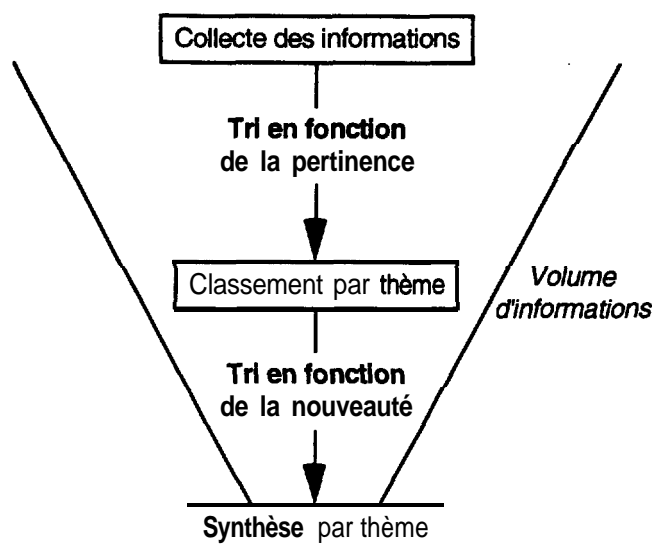 Collecte des informations
Tri en fonction
de la pertinence
Classement par thème
Volume
d'informations
Tri en fonction
de la nouveauté
Synthèse par thème